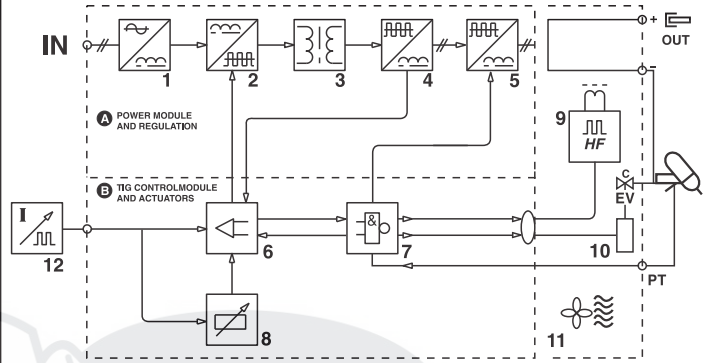 IN
1
2
3
4
5
+
OUT
-
A POWER MODULE
AND REGULATION
9
HF
B TIG CONTROLMODULE
AND ACTUATORS
C
EV
I
12
6
&
7
10
PT
8
11